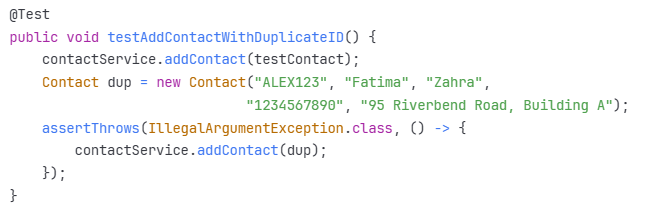 @Test
public void testAddContactWithDuplicateID() {
    contactService.addContact(testContact);
    Contact dup = new Contact("ALEX123", "Fatima", "Zahra",
                             "1234567890", "95 Riverbend Road, Building A");
    assertThrows(IllegalArgumentException.class, () -> {
        contactService.addContact(dup);
    });
}